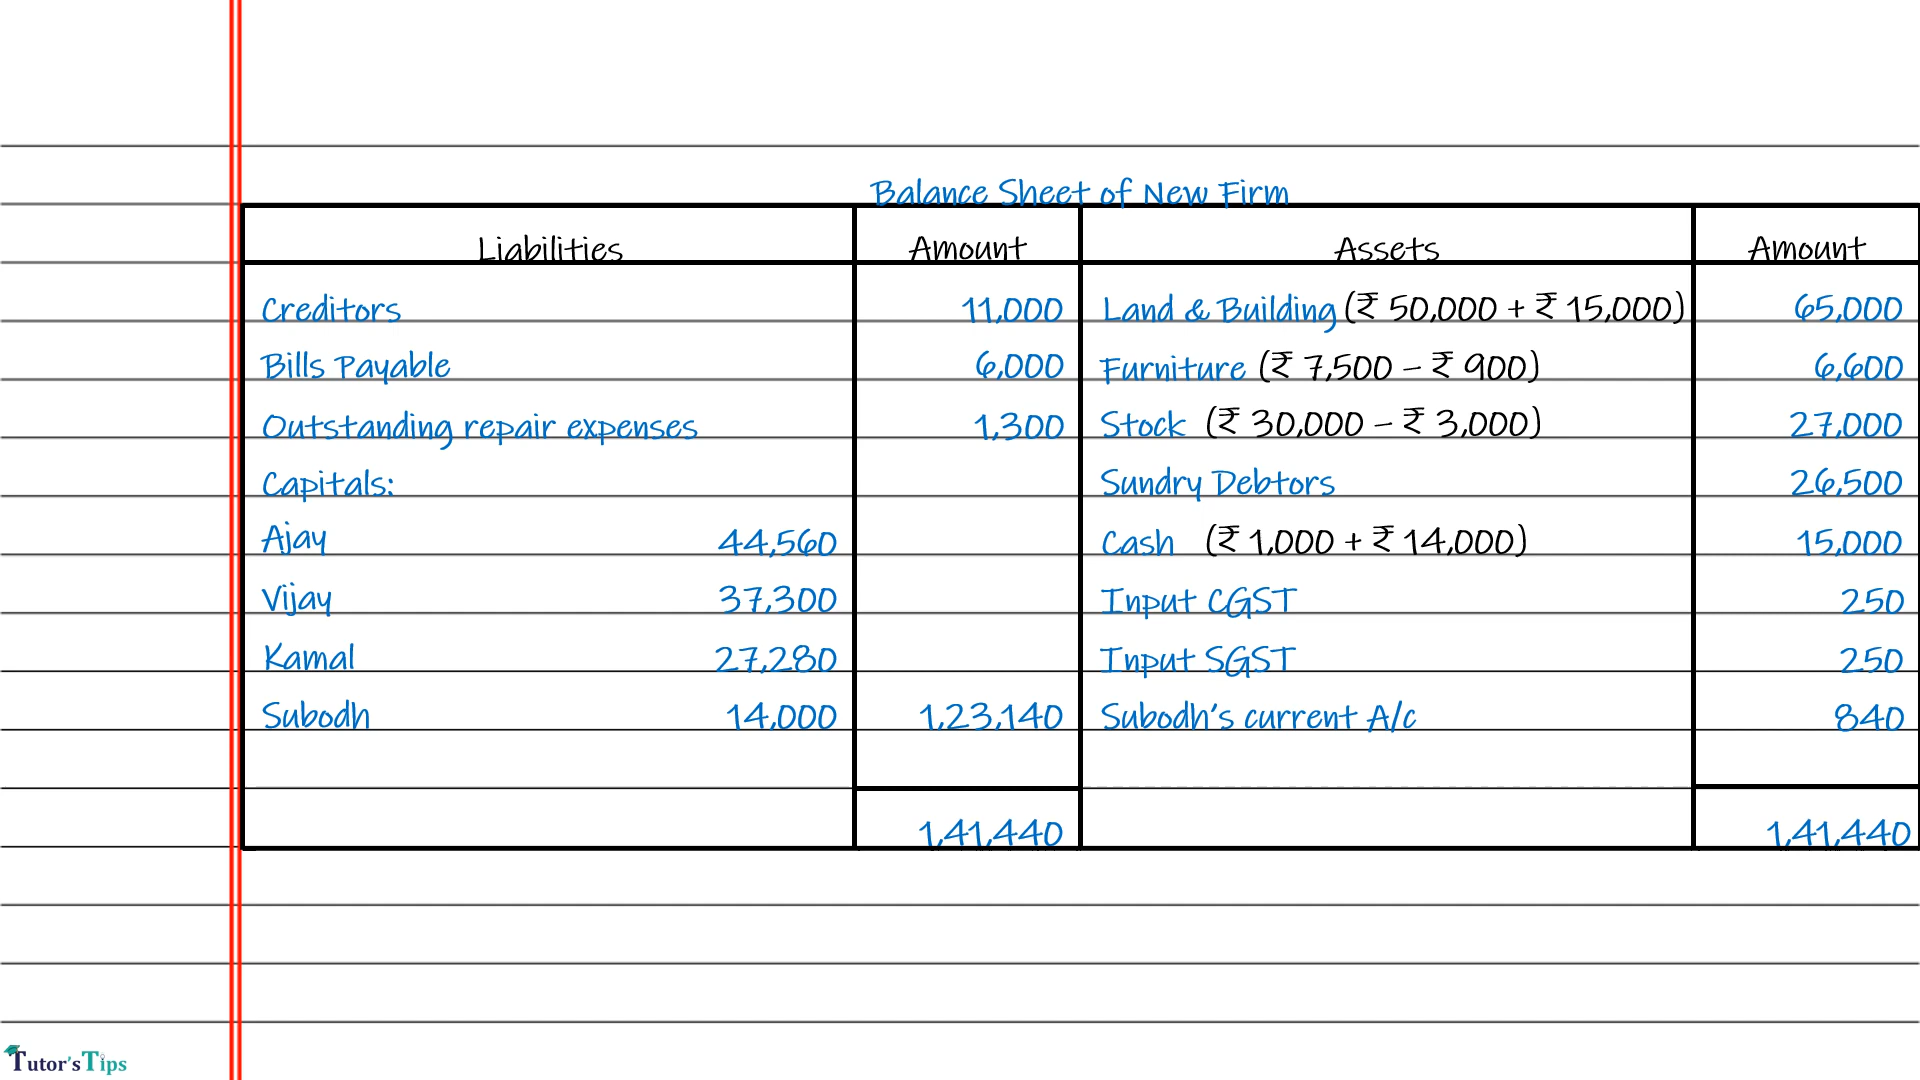 Balance Sheet of New Firm
Liabilities Amount Assets Amount
Creditors 11,000 Land & Building (₹ 50,000 + ₹ 15,000) 65,000
Bills Payable 6,000 Furniture (₹ 7,500 – ₹ 900) 6,600
Outstanding repair expenses 1,300 Stock (₹ 30,000 – ₹ 3,000) 27,000
Capitals: Sundry Debtors 26,500
Ajay 44,560 Cash (₹ 1,000 + ₹ 14,000) 15,000
Vijay 37,300 Input CGST 250
Kamal 27,280 Input SGST 250
Subodh 14,000 1,23,140 Subodh's current A/c 840
1,41,440 1,41,440
Tutor'sTips